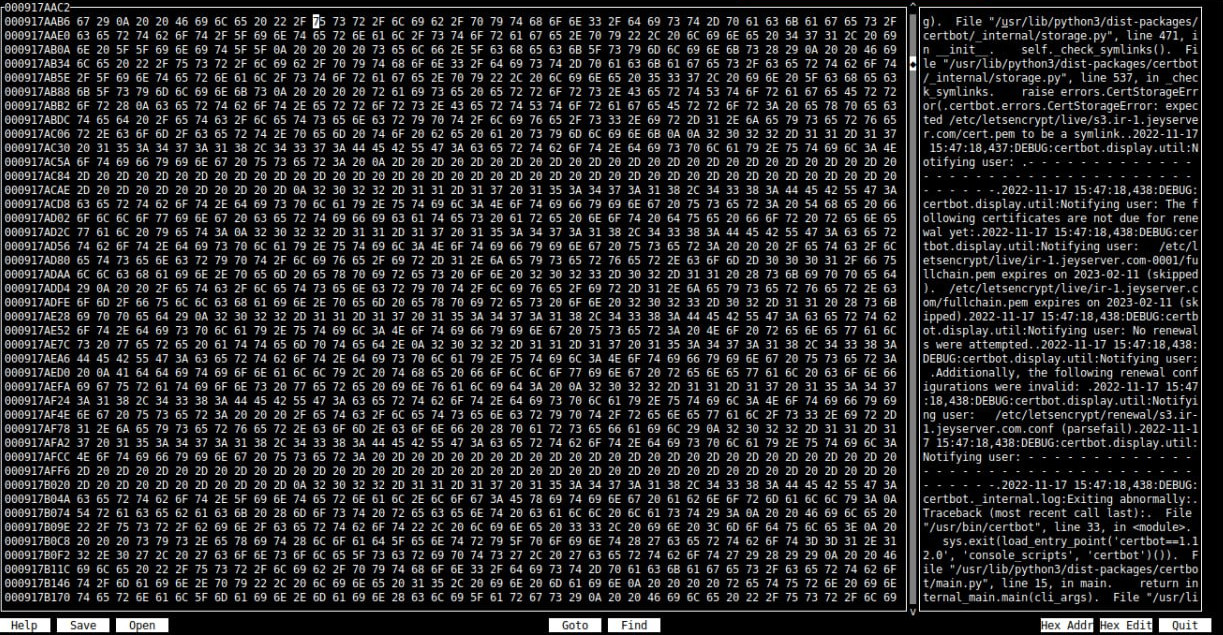 000917AAC2
000917AAB6 67 29 0A 20 20 46 69 6C 65 20 22 2F 75 73 72 2F 6C 69 62 2F 70 79 74 68 6F 6E 33 2F 64 69 73 74 2D 70 61 63 6B 61 67 65 73 2F g).  File "/usr/lib/python3/dist-packages/
000917AAE0 63 65 72 74 62 6F 74 2F 5F 69 6E 74 65 72 6E 61 6C 2F 73 74 6F 72 61 67 65 2E 70 79 22 2C 20 6C 69 6E 65 20 34 37 31 2C 20 69 certbot/_internal/storage.py", line 471, i
000917AB0A 6E 20 5F 5F 69 6E 69 74 5F 5F 0A 20 20 20 20 73 65 6C 66 2E 5F 63 68 65 63 6B 5F 73 79 6D 6C 69 6E 6B 73 28 29 0A 20 20 46 69 n __init__.    self._check_symlinks().  Fi
000917AB34 6C 65 20 22 2F 75 73 72 2F 6C 69 62 2F 70 79 74 68 6F 6E 33 2F 64 69 73 74 2D 70 61 63 6B 61 67 65 73 2F 63 65 72 74 62 6F 74 le "/usr/lib/python3/dist-packages/certbot
000917AB5E 2F 5F 69 6E 74 65 72 6E 61 6C 2F 73 74 6F 72 61 67 65 2E 70 79 22 2C 20 6C 69 6E 65 20 35 33 37 2C 20 69 6E 20 5F 63 68 65 63 /_internal/storage.py", line 537, in _chec
000917AB88 6B 5F 73 79 6D 6C 69 6E 6B 73 0A 20 20 20 20 72 61 69 73 65 20 65 72 72 6F 72 73 2E 43 65 72 74 53 74 6F 72 61 67 65 45 72 72 k_symlinks.    raise errors.CertStorageErr
000917ABB2 6F 72 28 0A 63 65 72 74 62 6F 74 2E 65 72 72 6F 72 73 2E 43 65 72 74 53 74 6F 72 61 67 65 45 72 72 6F 72 3A 20 65 78 70 65 63 or(.certbot.errors.CertStorageError: expec
000917ABDC 74 65 64 20 2F 65 74 63 2F 6C 65 74 73 65 6E 63 72 79 70 74 2F 6C 69 76 65 2F 73 33 2E 69 72 2D 31 2E 6A 65 79 73 65 72 76 65 ted /etc/letsencrypt/live/s3.ir-1.jeyserve
000917AC06 72 2E 63 6F 6D 2F 63 65 72 74 2E 70 65 6D 20 74 6F 20 62 65 20 61 20 73 79 6D 6C 69 6E 6B 0A 0A 32 30 32 32 2D 31 31 2D 31 37 r.com/cert.pem to be a symlink..2022-11-17
000917AC30 20 31 35 3A 34 37 3A 31 38 2C 34 33 37 3A 44 45 42 55 47 3A 63 65 72 74 62 6F 74 2E 64 69 73 70 6C 61 79 2E 75 74 69 6C 3A 4E  15:47:18,437:DEBUG:certbot.display.util:N
000917AC5A 6F 74 69 66 79 69 6E 67 20 75 73 65 72 3A 20 0A 2D 20 2D 20 2D 20 2D 20 2D 20 2D 20 2D 20 2D 20 2D 20 2D 20 2D 20 2D 20 2D 20 otifying user: .- - - - - - - - - - - - - 
000917AC84 2D 20 2D 20 2D 20 2D 20 2D 20 2D 20 2D 20 2D 20 2D 20 2D 20 2D 20 2D 20 2D 20 2D 20 2D 20 2D 20 2D 20 2D 20 2D 20 2D 20 2D 20 - - - - - - - - - - - - - - - - - - - - - 
000917ACAE 2D 20 2D 20 2D 20 2D 20 2D 20 2D 0A 32 30 32 32 2D 31 31 2D 31 37 20 31 35 3A 34 37 3A 31 38 2C 34 33 38 3A 44 45 42 55 47 3A - - - - - -.2022-11-17 15:47:18,438:DEBUG:
000917ACD8 63 65 72 74 62 6F 74 2E 64 69 73 70 6C 61 79 2E 75 74 69 6C 3A 4E 6F 74 69 66 79 69 6E 67 20 75 73 65 72 3A 20 54 68 65 20 66 certbot.display.util:Notifying user: The f
000917AD02 6F 6C 6C 6F 77 69 6E 67 20 63 65 72 74 69 66 69 63 61 74 65 73 20 61 72 65 20 6E 6F 74 20 64 75 65 20 66 6F 72 20 72 65 6E 65 ollowing certificates are not due for rene
000917AD2C 77 61 6C 20 79 65 74 3A 0A 32 30 32 32 2D 31 31 2D 31 37 20 31 35 3A 34 37 3A 31 38 2C 34 33 38 3A 44 45 42 55 47 3A 63 65 72 wal yet:.2022-11-17 15:47:18,438:DEBUG:cer
000917AD56 74 62 6F 74 2E 64 69 73 70 6C 61 79 2E 75 74 69 6C 3A 4E 6F 74 69 66 79 69 6E 67 20 75 73 65 72 3A 20 20 20 2F 65 74 63 2F 6C tbot.display.util:Notifying user:   /etc/l
000917AD80 65 74 73 65 6E 63 72 79 70 74 2F 6C 69 76 65 2F 69 72 2D 31 2E 6A 65 79 73 65 72 76 65 72 2E 63 6F 6D 2D 30 30 30 31 2F 66 75 etsencrypt/live/ir-1.jeyserver.com-0001/fu
000917ADAA 6C 6C 63 68 61 69 6E 2E 70 65 6D 20 65 78 70 69 72 65 73 20 6F 6E 20 32 30 32 33 2D 30 32 2D 31 31 20 28 73 6B 69 70 70 65 64 llchain.pem expires on 2023-02-11 (skipped
000917ADD4 29 0A 20 20 2F 65 74 63 2F 6C 65 74 73 65 6E 63 72 79 70 74 2F 6C 69 76 65 2F 69 72 2D 31 2E 6A 65 79 73 65 72 76 65 72 2E 63 ).  /etc/letsencrypt/live/ir-1.jeyserver.c
000917ADFE 6F 6D 2F 66 75 6C 6C 63 68 61 69 6E 2E 70 65 6D 20 65 78 70 69 72 65 73 20 6F 6E 20 32 30 32 33 2D 30 32 2D 31 31 20 28 73 6B om/fullchain.pem expires on 2023-02-11 (sk
000917AE28 69 70 70 65 64 29 0A 32 30 32 32 2D 31 31 2D 31 37 20 31 35 3A 34 37 3A 31 38 2C 34 33 38 3A 44 45 42 55 47 3A 63 65 72 74 62 ipped).2022-11-17 15:47:18,438:DEBUG:certb
000917AE52 6F 74 2E 64 69 73 70 6C 61 79 2E 75 74 69 6C 3A 4E 6F 74 69 66 79 69 6E 67 20 75 73 65 72 3A 20 4E 6F 20 72 65 6E 65 77 61 6C ot.display.util:Notifying user: No renewal
000917AE7C 73 20 77 65 72 65 20 61 74 74 65 6D 70 74 65 64 2E 0A 32 30 32 32 2D 31 31 2D 31 37 20 31 35 3A 34 37 3A 31 38 2C 34 33 38 3A s were attempted..2022-11-17 15:47:18,438:
000917AEA6 44 45 42 55 47 3A 63 65 72 74 62 6F 74 2E 64 69 73 70 6C 61 79 2E 75 74 69 6C 3A 4E 6F 74 69 66 79 69 6E 67 20 75 73 65 72 3A DEBUG:certbot.display.util:Notifying user:
000917AED0 20 0A 41 64 64 69 74 69 6F 6E 61 6C 6C 79 2C 20 74 68 65 20 66 6F 6C 6C 6F 77 69 6E 67 20 72 65 6E 65 77 61 6C 20 63 6F 6E 66  .Additionally, the following renewal conf
000917AEFA 69 67 75 72 61 74 69 6F 6E 73 20 77 65 72 65 20 69 6E 76 61 6C 69 64 3A 20 0A 32 30 32 32 2D 31 31 2D 31 37 20 31 35 3A 34 37 igurations were invalid: .2022-11-17 15:47
000917AF24 3A 31 38 2C 34 33 38 3A 44 45 42 55 47 3A 63 65 72 74 62 6F 74 2E 64 69 73 70 6C 61 79 2E 75 74 69 6C 3A 4E 6F 74 69 66 79 69 :18,438:DEBUG:certbot.display.util:Notifyi
000917AF4E 6E 67 20 75 73 65 72 3A 20 20 20 2F 65 74 63 2F 6C 65 74 73 65 6E 63 72 79 70 74 2F 72 65 6E 65 77 61 6C 2F 73 33 2E 69 72 2D ng user:   /etc/letsencrypt/renewal/s3.ir-
000917AF78 31 2E 6A 65 79 73 65 72 76 65 72 2E 63 6F 6D 2E 63 6F 6E 66 20 28 70 61 72 73 65 66 61 69 6C 29 0A 32 30 32 32 2D 31 31 2D 31 1.jeyserver.com.conf (parsefail).2022-11-1
000917AFA2 37 20 31 35 3A 34 37 3A 31 38 2C 34 33 38 3A 44 45 42 55 47 3A 63 65 72 74 62 6F 74 2E 64 69 73 70 6C 61 79 2E 75 74 69 6C 3A 7 15:47:18,438:DEBUG:certbot.display.util:
000917AFCC 4E 6F 74 69 66 79 69 6E 67 20 75 73 65 72 3A 20 2D 20 2D 20 2D 20 2D 20 2D 20 2D 20 2D 20 2D 20 2D 20 2D 20 2D 20 2D 20 2D 20 Notifying user: - - - - - - - - - - - - - 
000917AFF6 2D 20 2D 20 2D 20 2D 20 2D 20 2D 20 2D 20 2D 20 2D 20 2D 20 2D 20 2D 20 2D 20 2D 20 2D 20 2D 20 2D 20 2D 20 2D 20 2D 20 2D 20 - - - - - - - - - - - - - - - - - - - - - 
000917B020 2D 20 2D 20 2D 20 2D 20 2D 20 2D 0A 32 30 32 32 2D 31 31 2D 31 37 20 31 35 3A 34 37 3A 31 38 2C 34 33 38 3A 44 45 42 55 47 3A - - - - - -.2022-11-17 15:47:18,438:DEBUG:
000917B04A 63 65 72 74 62 6F 74 2E 5F 69 6E 74 65 72 6E 61 6C 2E 6C 6F 67 3A 45 78 69 74 69 6E 67 20 61 62 6E 6F 72 6D 61 6C 6C 79 3A 0A certbot._internal.log:Exiting abnormally:.
000917B074 54 72 61 63 65 62 61 63 6B 20 28 6D 6F 73 74 20 72 65 63 65 6E 74 20 63 61 6C 6C 20 6C 61 73 74 29 3A 0A 20 20 46 69 6C 65 20 Traceback (most recent call last):.  File 
000917B09E 22 2F 75 73 72 2F 62 69 6E 2F 63 65 72 74 62 6F 74 22 2C 20 6C 69 6E 65 20 33 33 2C 20 69 6E 20 3C 6D 6F 64 75 6C 65 3E 0A 20 "/usr/bin/certbot", line 33, in <module>. 
000917B0C8 20 20 20 73 79 73 2E 65 78 69 74 28 6C 6F 61 64 5F 65 6E 74 72 79 5F 70 6F 69 6E 74 28 27 63 65 72 74 62 6F 74 3D 3D 31 2E 31    sys.exit(load_entry_point('certbot==1.1
000917B0F2 32 2E 30 27 2C 20 27 63 6F 6E 73 6F 6C 65 5F 73 63 72 69 70 74 73 27 2C 20 27 63 65 72 74 62 6F 74 27 29 28 29 29 0A 20 20 46 2.0', 'console_scripts', 'certbot')()).  F
000917B11C 69 6C 65 20 22 2F 75 73 72 2F 6C 69 62 2F 70 79 74 68 6F 6E 33 2F 64 69 73 74 2D 70 61 63 6B 61 67 65 73 2F 63 65 72 74 62 6F ile "/usr/lib/python3/dist-packages/certbo
000917B146 74 2F 6D 61 69 6E 2E 70 79 22 2C 20 6C 69 6E 65 20 31 35 2C 20 69 6E 20 6D 61 69 6E 0A 20 20 20 20 72 65 74 75 72 6E 20 69 6E t/main.py", line 15, in main.    return in
000917B170 74 65 72 6E 61 6C 5F 6D 61 69 6E 2E 6D 61 69 6E 28 63 6C 69 5F 61 72 67 73 29 0A 20 20 46 69 6C 65 20 22 2F 75 73 72 2F 6C 69 ternal_main.main(cli_args).  File "/usr/li
Help Save Open Goto Find Hex Addr Hex Edit Quit